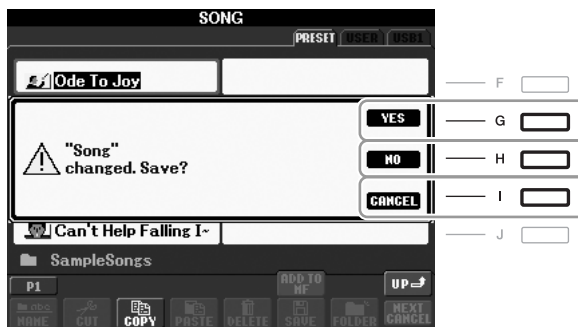 SONG
PRESET USER USB1
Ode To Joy
F
YES
G
"Song"
changed. Save?
NO
H
CANCEL
I
Can't Help Falling I~
J
SampleSongs
P1
ADD TO
MF
UP
NAME CUT COPY PASTE DELETE SAVE FOLDER NEXT
CANCEL